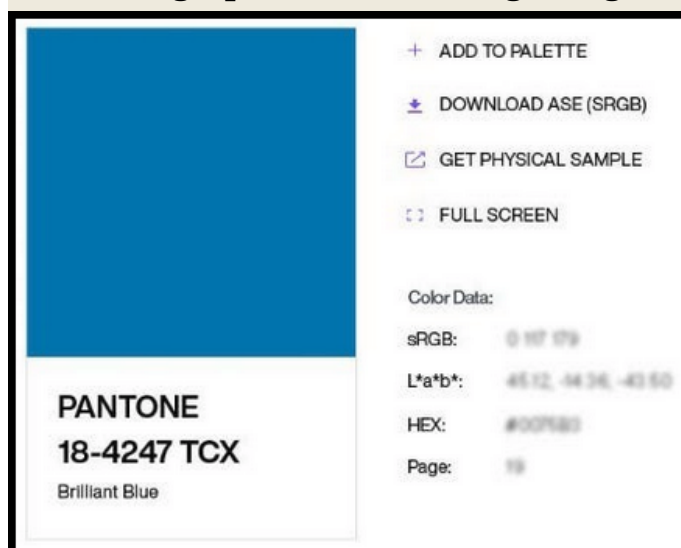 + ADD TO PALETTE
DOWNLOAD ASE (SRGB)
GET PHYSICAL SAMPLE
FULL SCREEN
Color Data:
sRGB:
L*a*b*:
HEX:
Page:
PANTONE
18-4247 TCX
Brilliant Blue